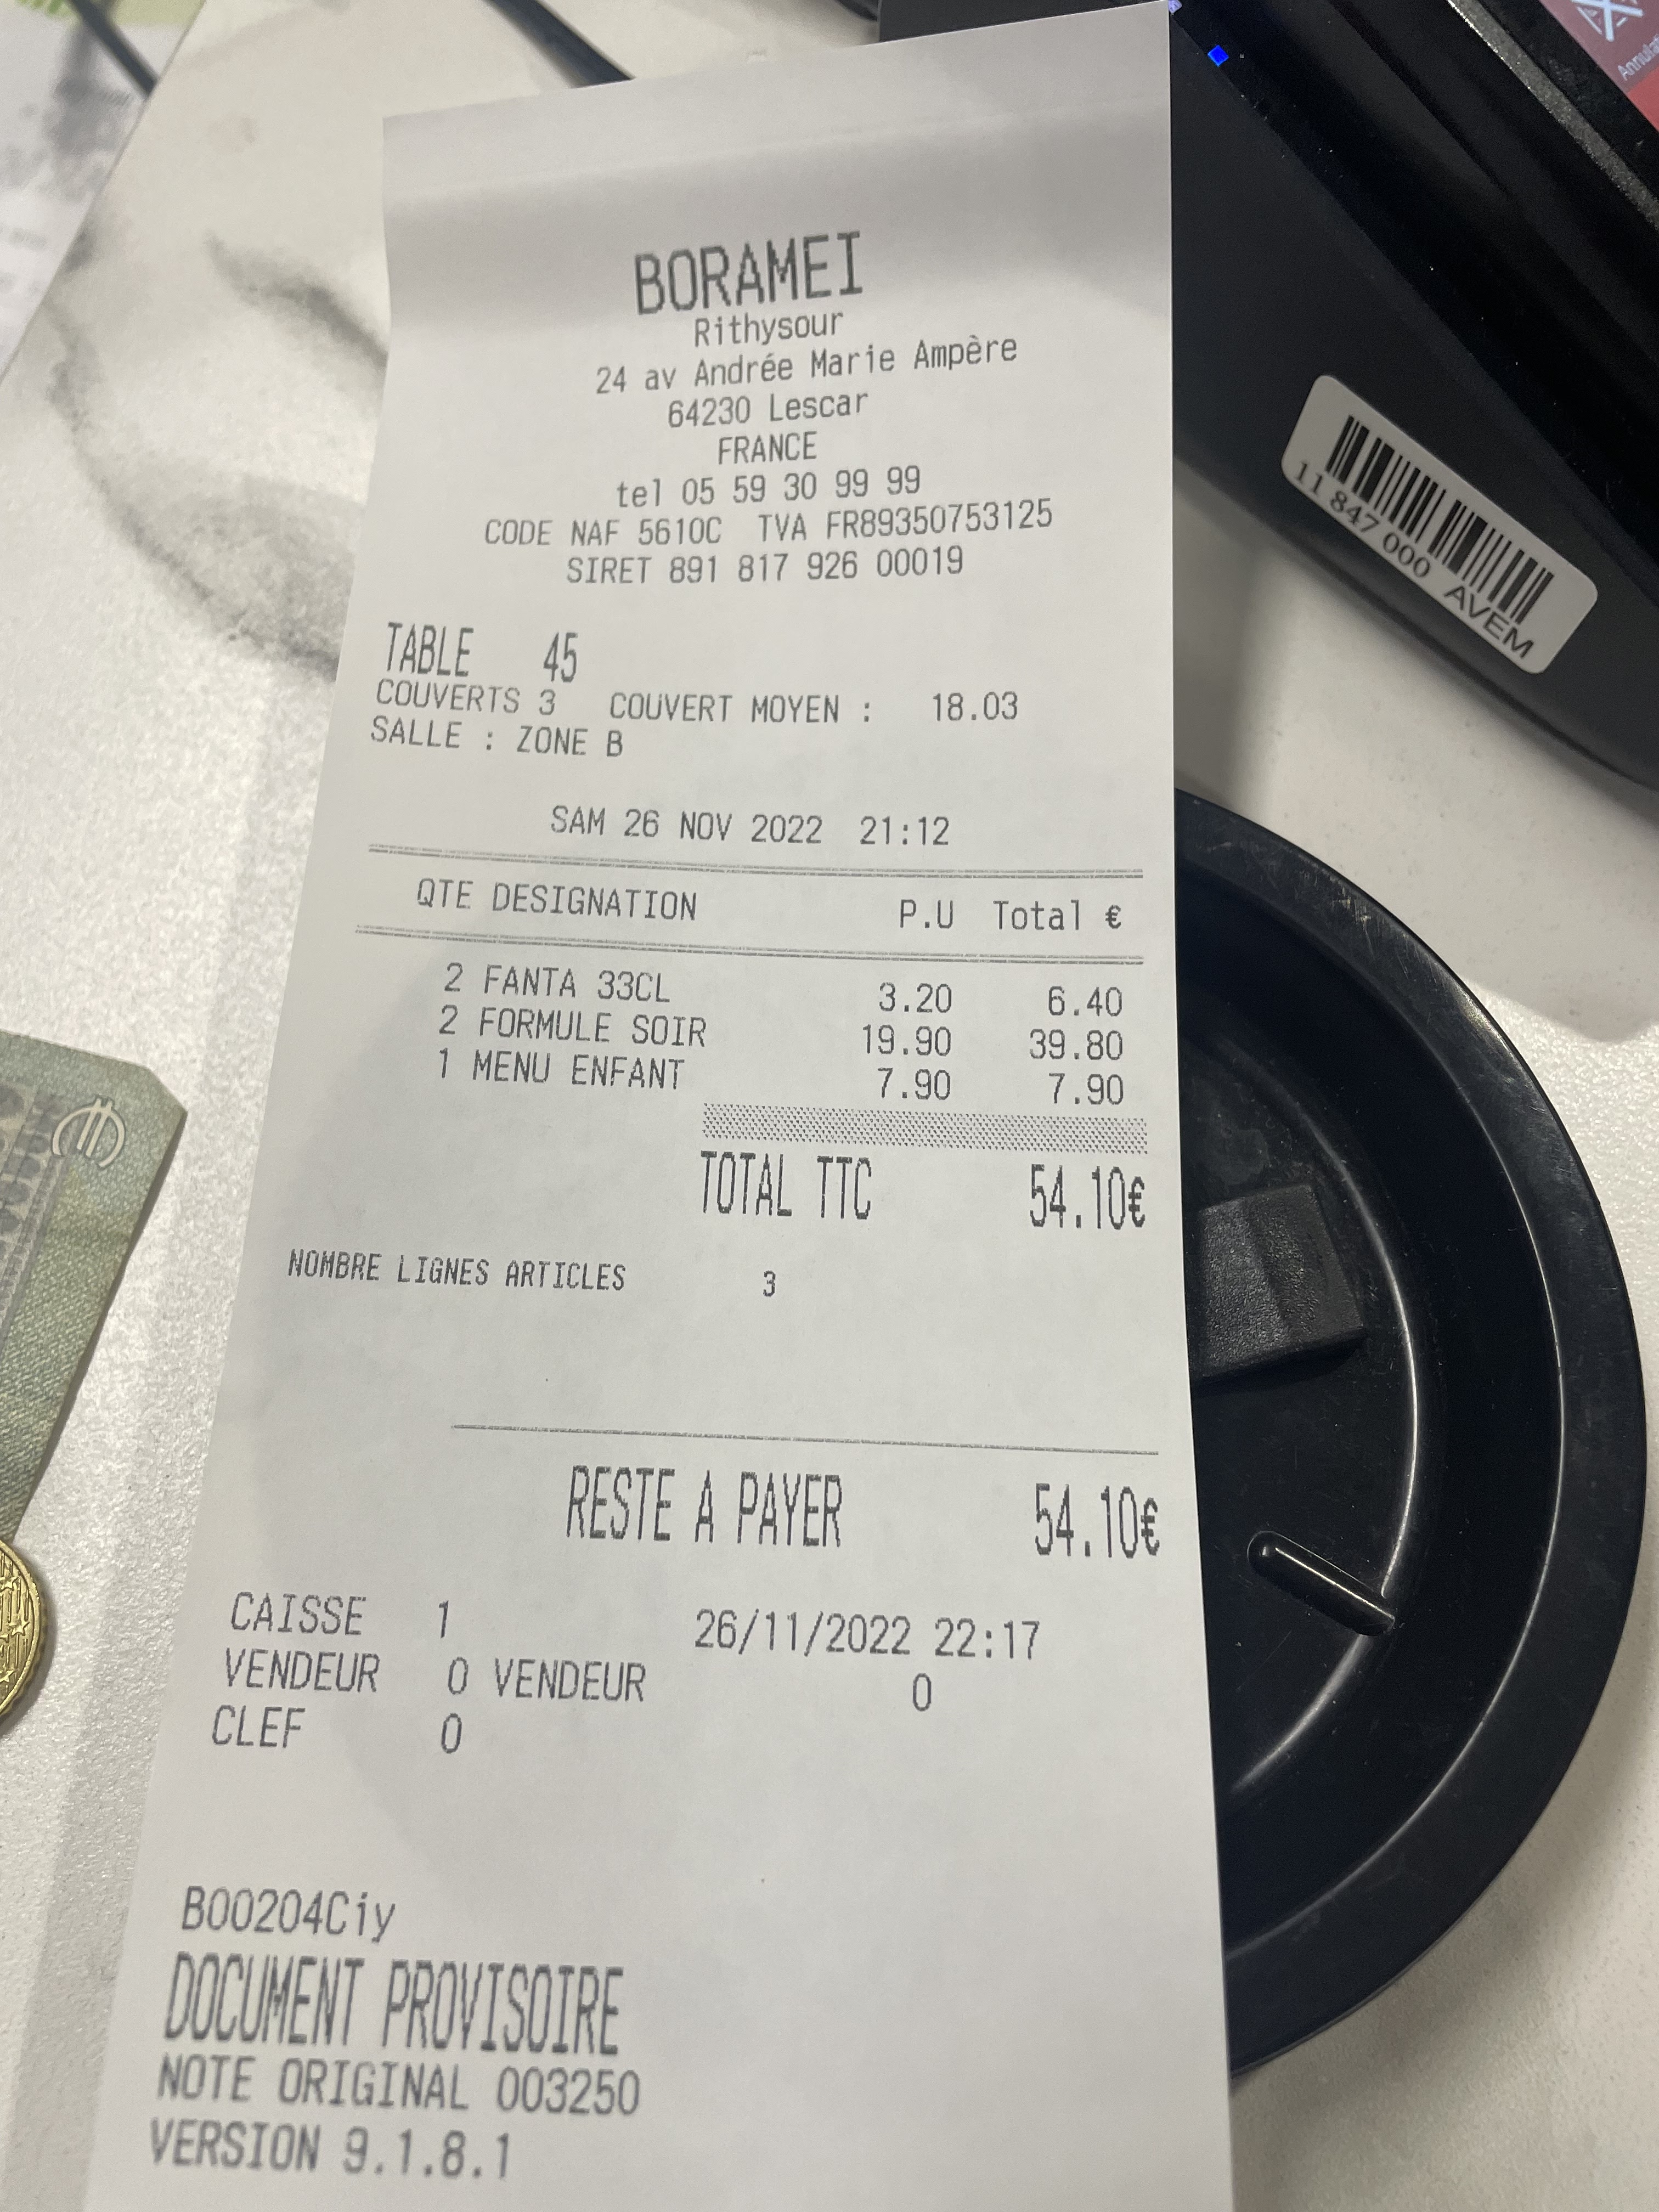 BORAMEI
Rithysour
24 av Andrée Marie Ampère
64230 Lescar
FRANCE
tel 05 59 30 99 99
CODE NAF 5610C TVA FR89350753125
SIRET 891 817 926 00019
TABLE 45
COUVERTS 3 COUVERT MOYEN : 18.03
SALLE : ZONE B
SAM 26 NOV 2022 21:12
QTE DESIGNATION P.U Total €
2 FANTA 33CL 3.20 6.40
2 FORMULE SOIR 19.90 39.80
1 MENU ENFANT 7.90 7.90
TOTAL TTC 54.10€
NOMBRE LIGNES ARTICLES 3
RESTE A PAYER 54.10€
CAISSE 1 26/11/2022 22:17
VENDEUR 0 VENDEUR 0
CLEF 0
B00204Ciy
DOCUMENT PROVISOIRE
NOTE ORIGINAL 003250
VERSION 9.1.8.1
11 847 000 AVEM